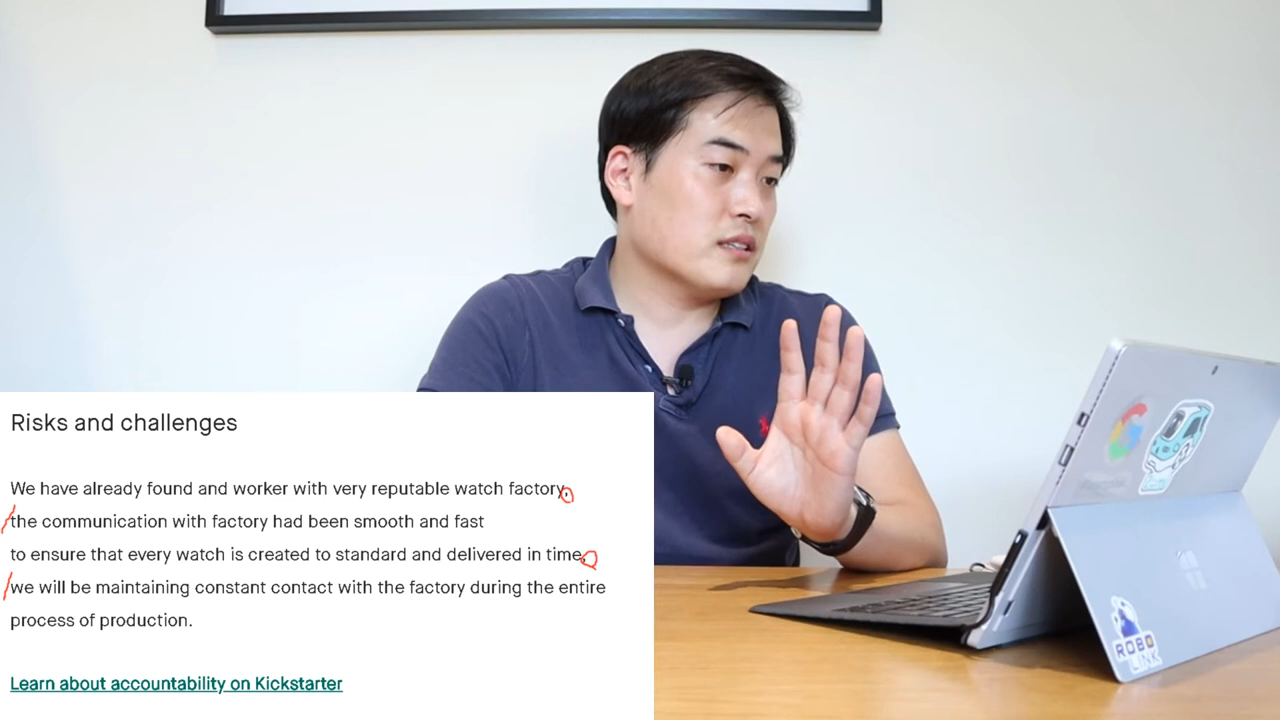 Risks and challenges
We have already found and worker with very reputable watch factory,
the communication with factory had been smooth and fast
to ensure that every watch is created to standard and delivered in time,
we will be maintaining constant contact with the factory during the entire
process of production.
Learn about accountability on Kickstarter
ROBO
LINK